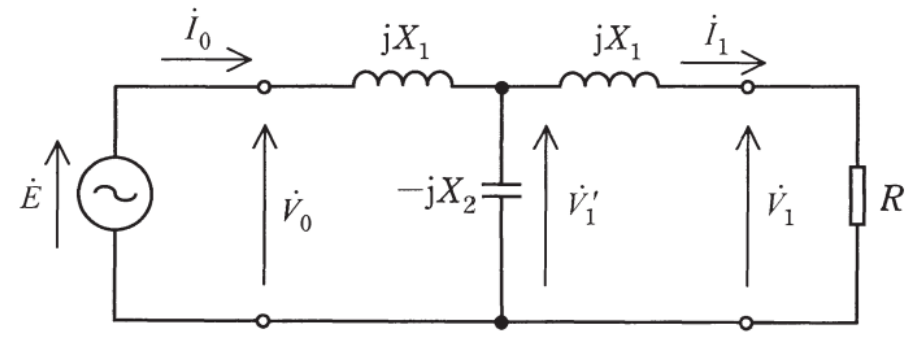 İ₀ jX₁ jX₁ İ₁
Ė V̇₀ −jX₂ V̇₁′ V̇₁ R